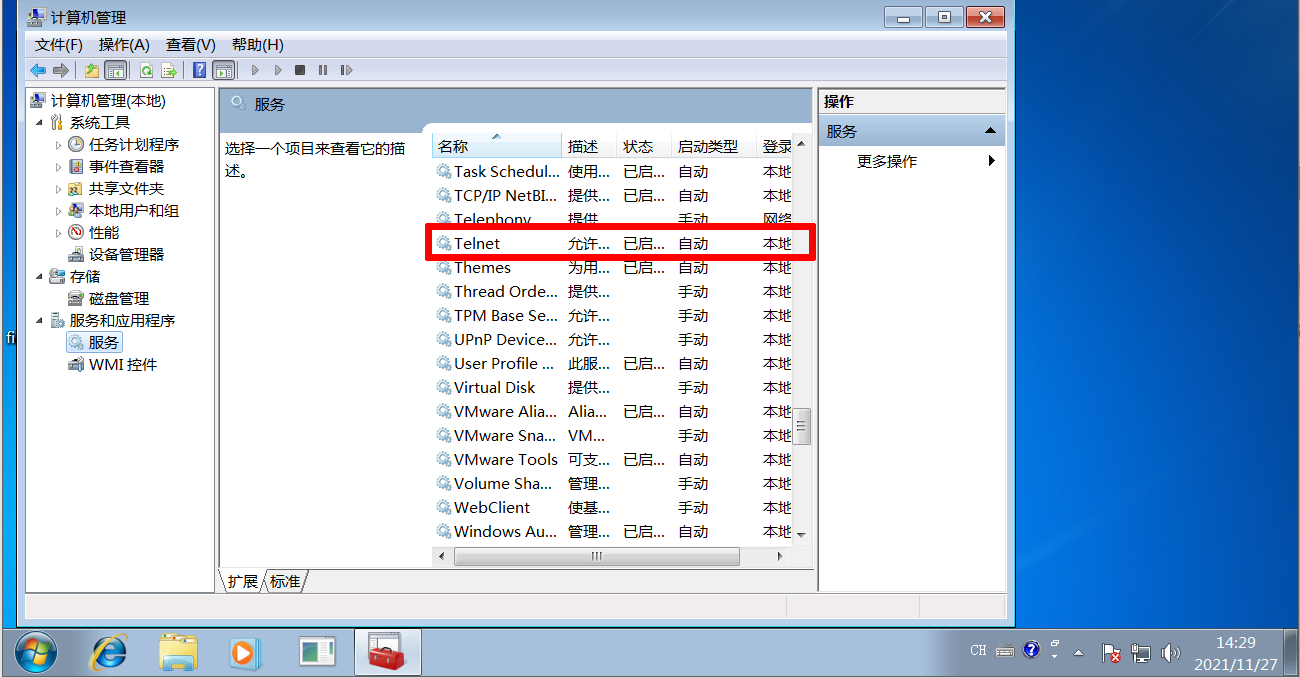 计算机管理
文件(F) 操作(A) 查看(V) 帮助(H)
计算机管理(本地)
系统工具
任务计划程序
事件查看器
共享文件夹
本地用户和组
性能
设备管理器
存储
磁盘管理
服务和应用程序
服务
WMI 控件
服务
选择一个项目来查看它的描
述。
名称 描述 状态 启动类型 登录
Task Schedul... 使用... 已启... 自动 本地
TCP/IP NetBI... 提供... 已启... 自动 本地
Telephony 提供 手动 网络
Telnet 允许... 已启... 自动 本地
Themes 为用... 已启... 自动 本地
Thread Orde... 提供... 手动 本地
TPM Base Se... 允许... 手动 本地
UPnP Device... 允许... 手动 本地
User Profile ... 此服... 已启... 自动 本地
Virtual Disk 提供... 手动 本地
VMware Alia... Alia... 已启... 自动 本地
VMware Sna... VM... 手动 本地
VMware Tools 可支... 已启... 自动 本地
Volume Sha... 管理... 手动 本地
WebClient 使基... 手动 本地
Windows Au... 管理... 已启... 自动 本地
扩展 标准
操作
服务
更多操作
fi
CH
14:29
2021/11/27